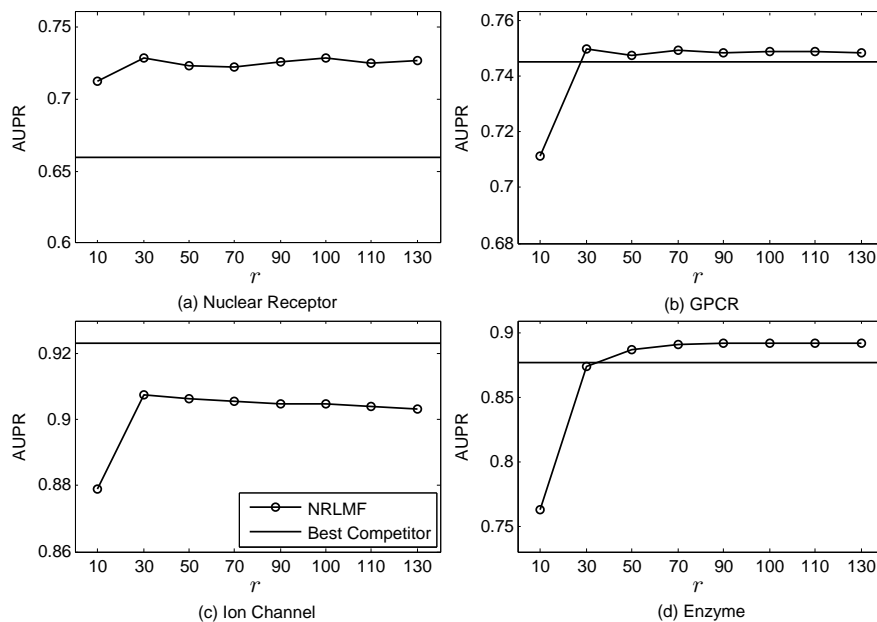 0.75
0.7
0.65
0.6
AUPR
10 30 50 70 90 100 110 130
r
(a) Nuclear Receptor
0.76
0.74
0.72
0.7
0.68
AUPR
10 30 50 70 90 100 110 130
r
(b) GPCR
0.92
0.9
0.88
0.86
AUPR
NRLMF
Best Competitor
10 30 50 70 90 100 110 130
r
(c) Ion Channel
0.9
0.85
0.75
AUPR
10 30 50 70 90 100 110 130
r
(d) Enzyme